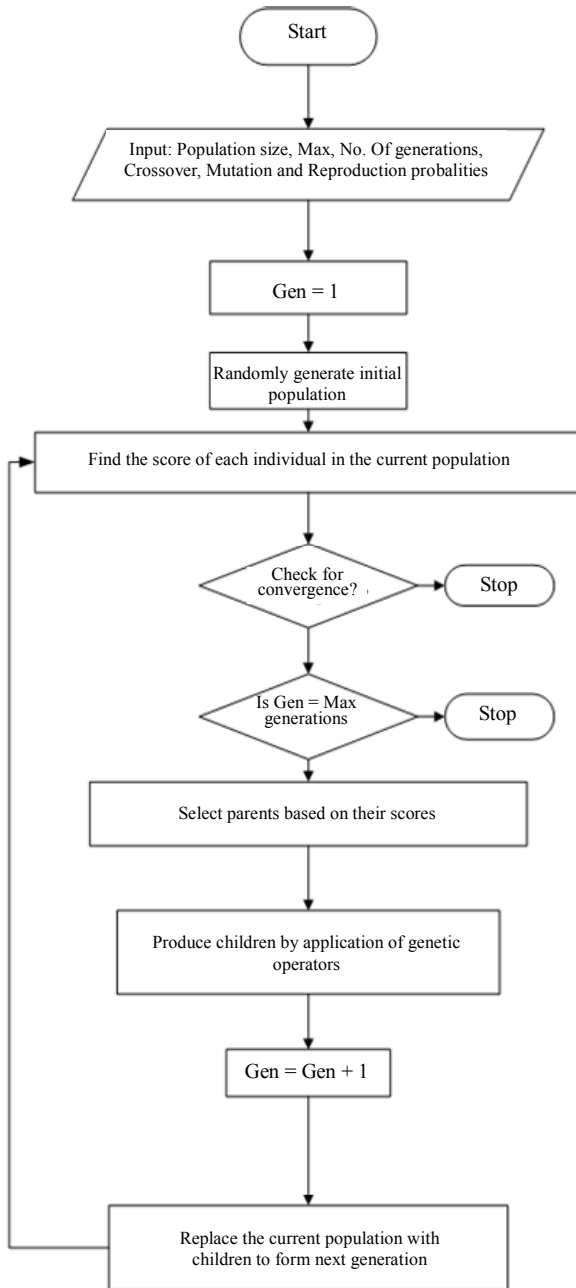 Start
Input: Population size, Max, No. Of generations,
Crossover, Mutation and Reproduction probalities
Gen = 1
Randomly generate initial
population
Find the score of each individual in the current population
Check for
convergence?
Stop
Is Gen = Max
generations
Stop
Select parents based on their scores
Produce children by application of genetic
operators
Gen = Gen + 1
Replace the current population with
children to form next generation